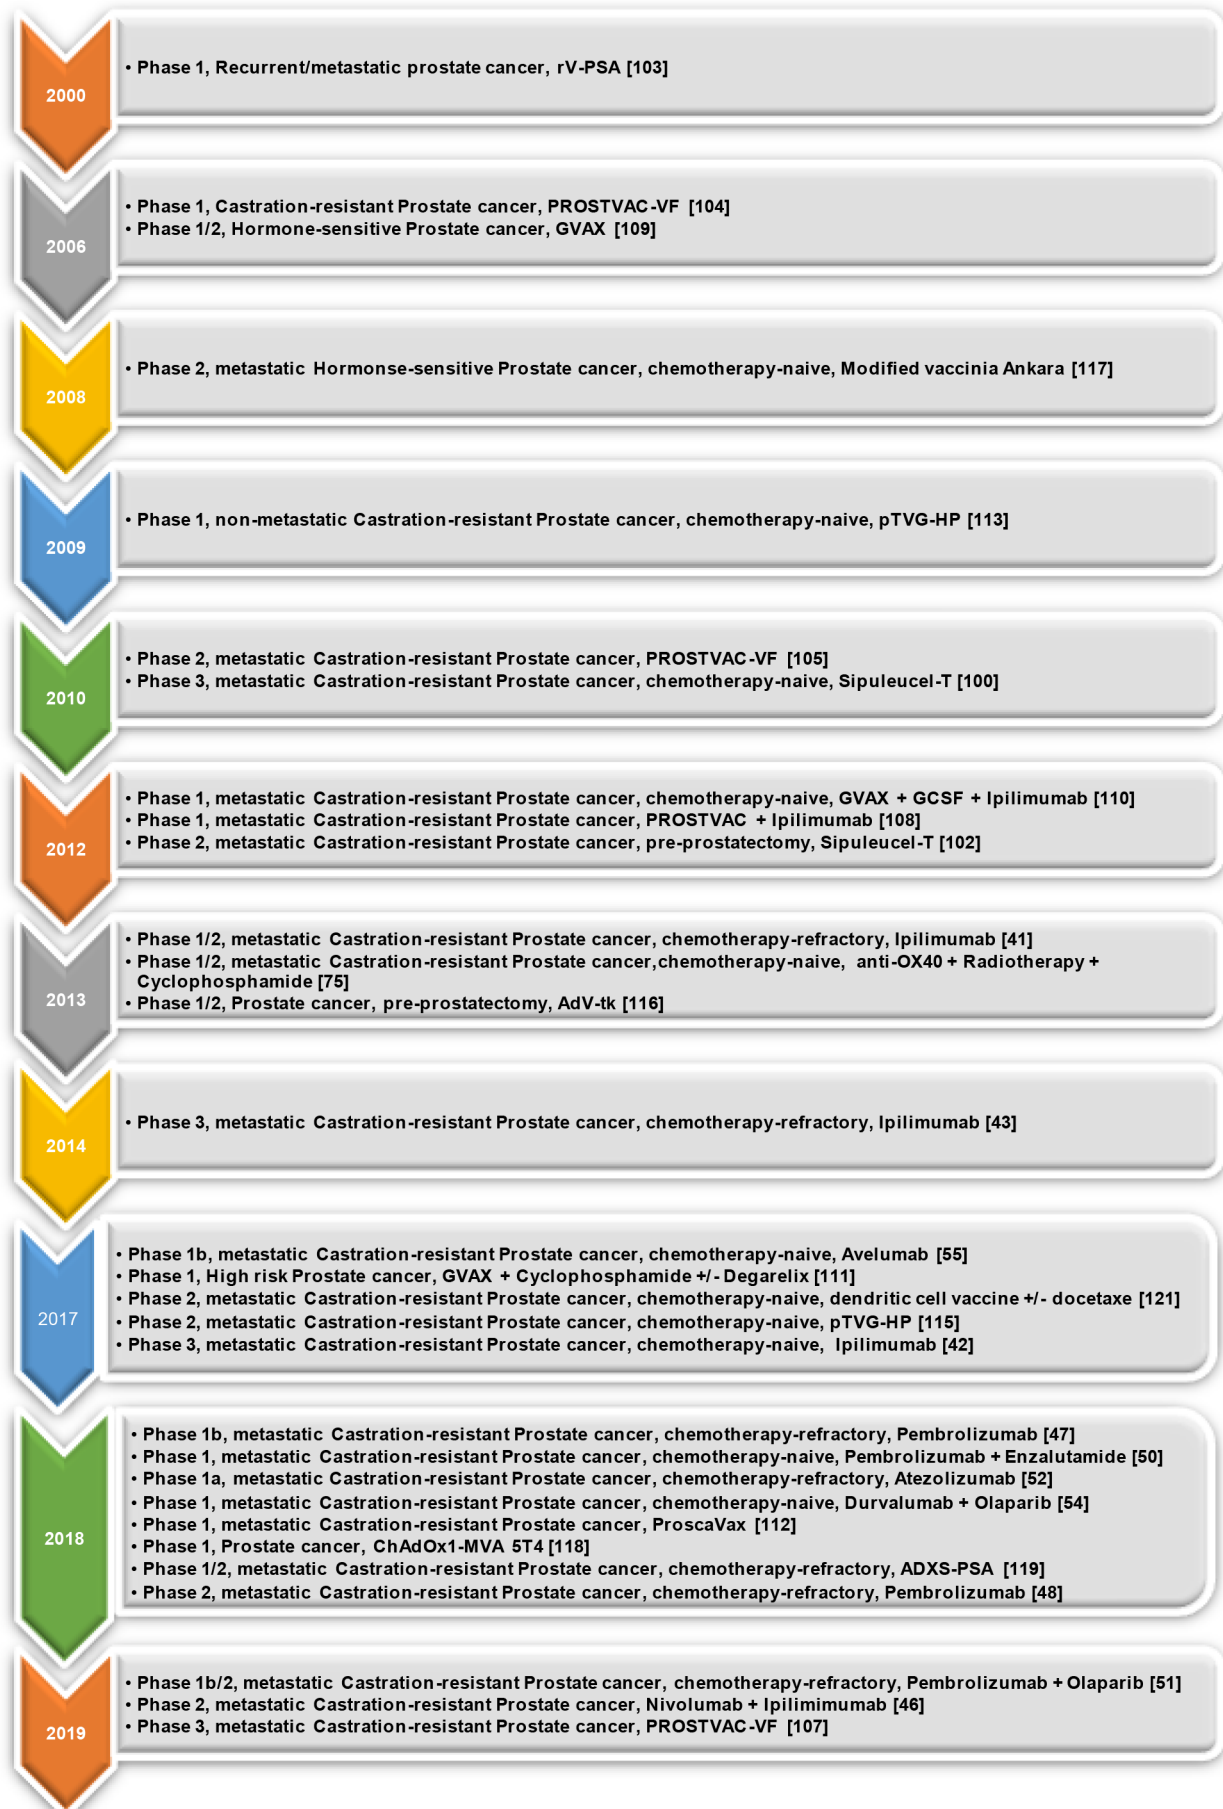 2000
• Phase 1, Recurrent/metastatic prostate cancer, rV-PSA [103]
2006
• Phase 1, Castration-resistant Prostate cancer, PROSTVAC-VF [104]
• Phase 1/2, Hormone-sensitive Prostate cancer, GVAX [109]
2008
• Phase 2, metastatic Hormonse-sensitive Prostate cancer, chemotherapy-naive, Modified vaccinia Ankara [117]
2009
• Phase 1, non-metastatic Castration-resistant Prostate cancer, chemotherapy-naive, pTVG-HP [113]
2010
• Phase 2, metastatic Castration-resistant Prostate cancer, PROSTVAC-VF [105]
• Phase 3, metastatic Castration-resistant Prostate cancer, chemotherapy-naive, Sipuleucel-T [100]
2012
• Phase 1, metastatic Castration-resistant Prostate cancer, chemotherapy-naive, GVAX + GCSF + Ipilimumab [110]
• Phase 1, metastatic Castration-resistant Prostate cancer, PROSTVAC + Ipilimumab [108]
• Phase 2, metastatic Castration-resistant Prostate cancer, pre-prostatectomy, Sipuleucel-T [102]
2013
• Phase 1/2, metastatic Castration-resistant Prostate cancer, chemotherapy-refractory, Ipilimumab [41]
• Phase 1/2, metastatic Castration-resistant Prostate cancer,chemotherapy-naive, anti-OX40 + Radiotherapy +
Cyclophosphamide [75]
• Phase 1/2, Prostate cancer, pre-prostatectomy, AdV-tk [116]
2014
• Phase 3, metastatic Castration-resistant Prostate cancer, chemotherapy-refractory, Ipilimumab [43]
2017
• Phase 1b, metastatic Castration-resistant Prostate cancer, chemotherapy-naive, Avelumab [55]
• Phase 1, High risk Prostate cancer, GVAX + Cyclophosphamide +/- Degarelix [111]
• Phase 2, metastatic Castration-resistant Prostate cancer, chemotherapy-naive, dendritic cell vaccine +/- docetaxe [121]
• Phase 2, metastatic Castration-resistant Prostate cancer, chemotherapy-naive, pTVG-HP [115]
• Phase 3, metastatic Castration-resistant Prostate cancer, chemotherapy-naive, Ipilimumab [42]
2018
• Phase 1b, metastatic Castration-resistant Prostate cancer, chemotherapy-refractory, Pembrolizumab [47]
• Phase 1, metastatic Castration-resistant Prostate cancer, chemotherapy-naive, Pembrolizumab + Enzalutamide [50]
• Phase 1a, metastatic Castration-resistant Prostate cancer, chemotherapy-refractory, Atezolizumab [52]
• Phase 1, metastatic Castration-resistant Prostate cancer, chemotherapy-naive, Durvalumab + Olaparib [54]
• Phase 1, metastatic Castration-resistant Prostate cancer, ProscaVax [112]
• Phase 1, Prostate cancer, ChAdOx1-MVA 5T4 [118]
• Phase 1/2, metastatic Castration-resistant Prostate cancer, chemotherapy-refractory, ADXS-PSA [119]
• Phase 2, metastatic Castration-resistant Prostate cancer, chemotherapy-refractory, Pembrolizumab [48]
2019
• Phase 1b/2, metastatic Castration-resistant Prostate cancer, chemotherapy-refractory, Pembrolizumab + Olaparib [51]
• Phase 2, metastatic Castration-resistant Prostate cancer, Nivolumab + Ipilimimumab [46]
• Phase 3, metastatic Castration-resistant Prostate cancer, PROSTVAC-VF [107]